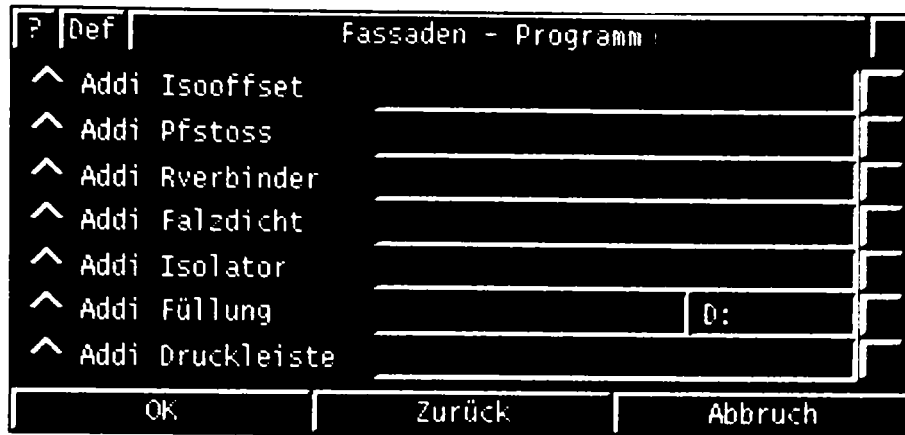 ? Def Fassaden - Programm
Addi Isooffset
Addi Pfstoss
Addi Rverbinder
Addi Falzdicht
Addi Isolator
Addi Füllung D:
Addi Druckleiste
OK Zurück Abbruch